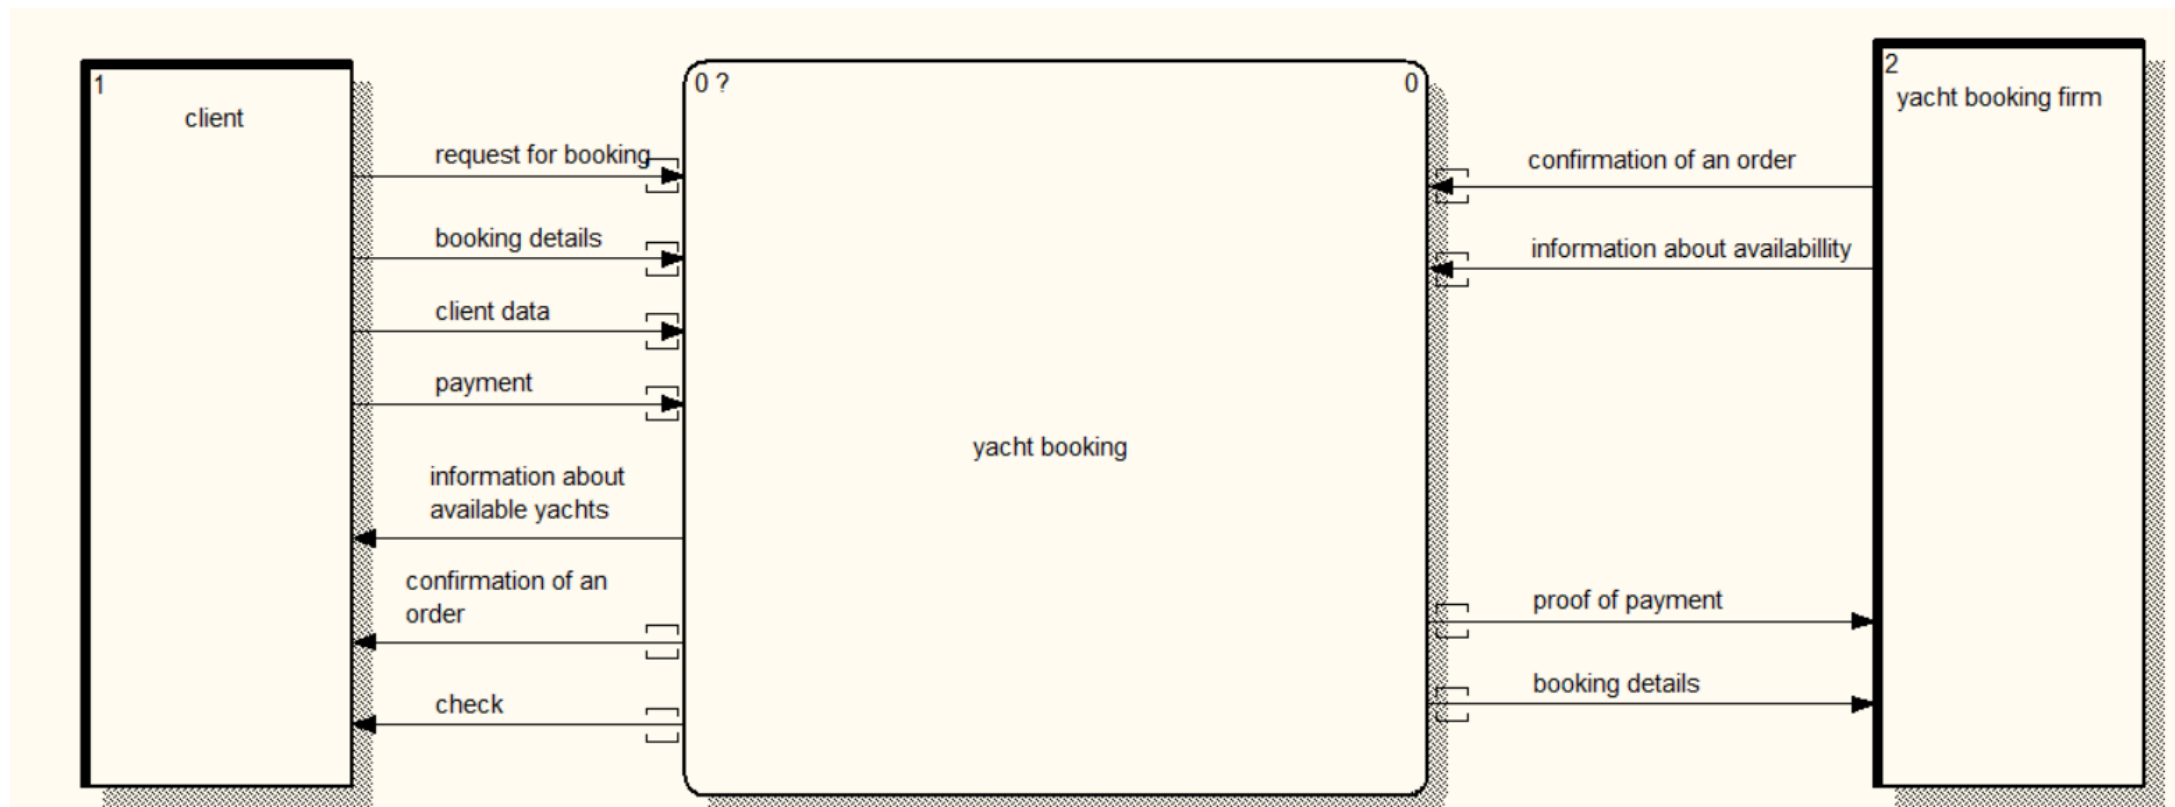 1
client
request for booking
booking details
client data
payment
information about
available yachts
confirmation of an
order
check
0 ?
0
yacht booking
2
yacht booking firm
confirmation of an order
information about availabillity
proof of payment
booking details